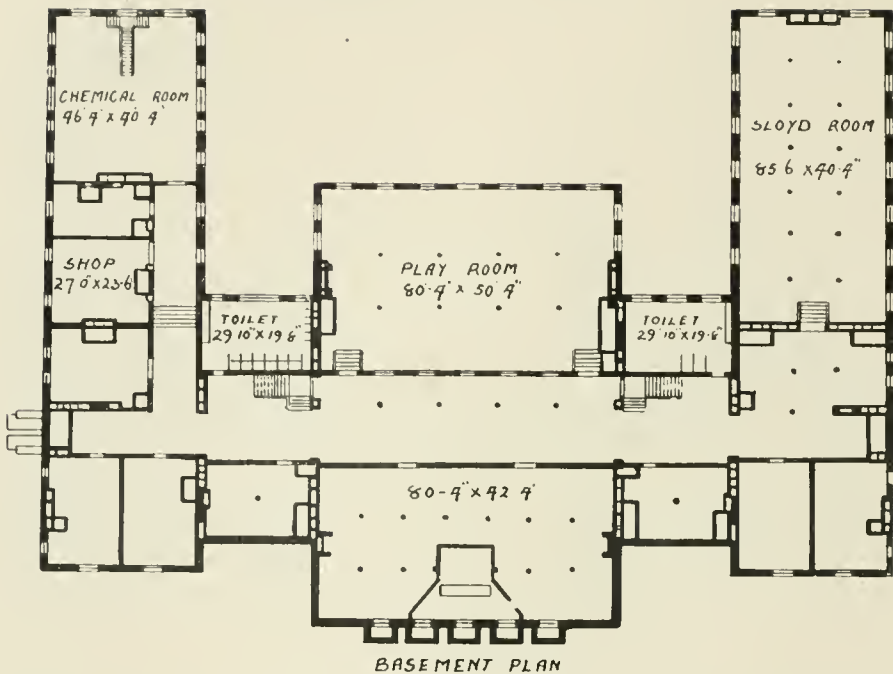 CHEMICAL ROOM
46'4" X 40'4"
SLOYD ROOM
85'6 X 40'4"
SHOP
27'0" X 23'6"
PLAY ROOM
80'4" X 50'4"
TOILET
29'10" X 19'6"
TOILET
29'10" X 19'6"
80-4" X 42'4"
BASEMENT PLAN